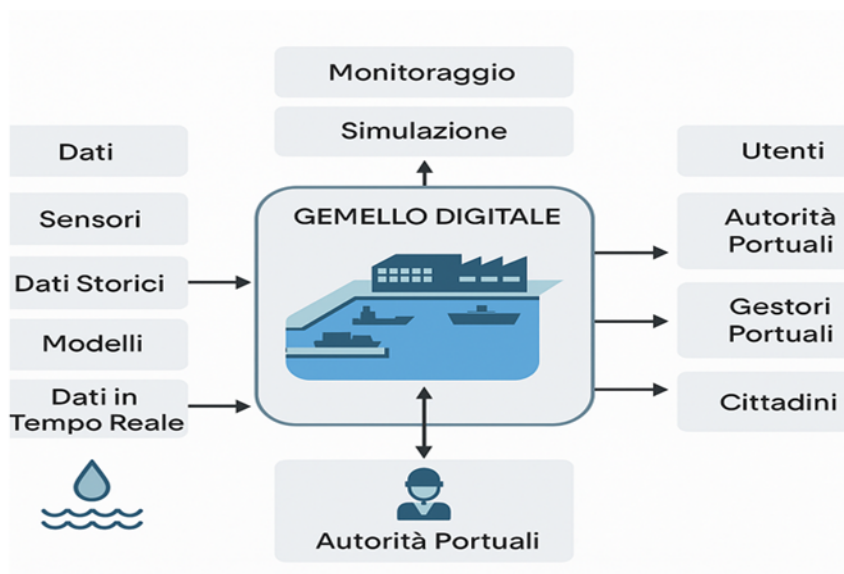 Monitoraggio
Simulazione
Dati
Sensori
Dati Storici
Modelli
Dati in
Tempo Reale
GEMELLO DIGITALE
Utenti
Autorità
Portuali
Gestori
Portuali
Cittadini
Autorità Portuali